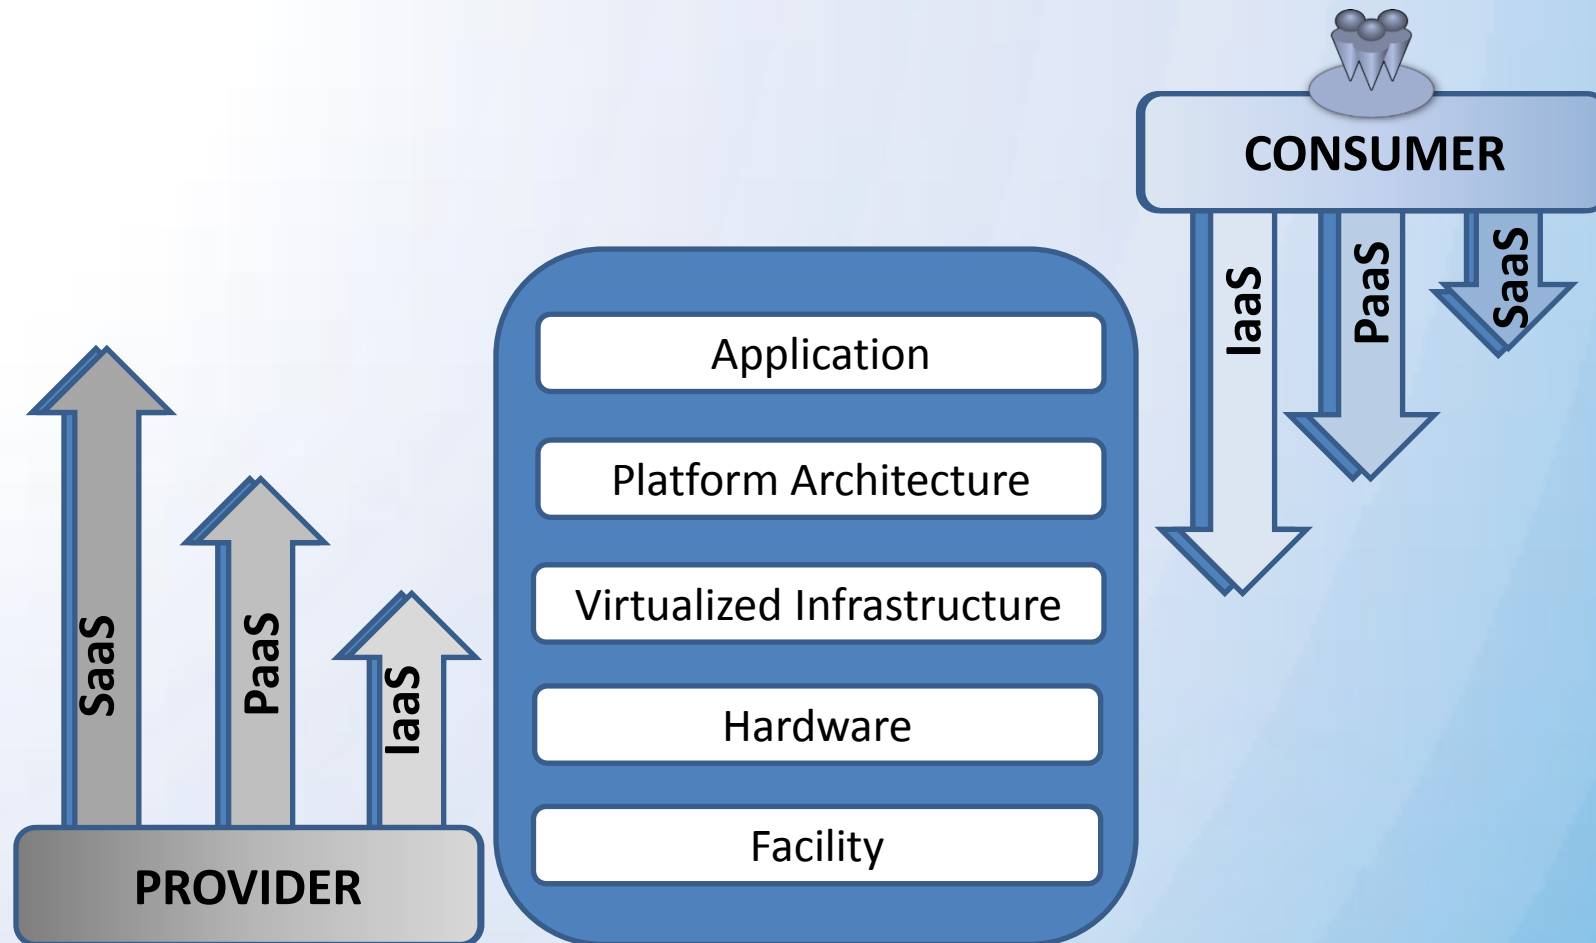 CONSUMER
IaaS
PaaS
SaaS
Application
Platform Architecture
Virtualized Infrastructure
Hardware
Facility
SaaS
PaaS
IaaS
PROVIDER